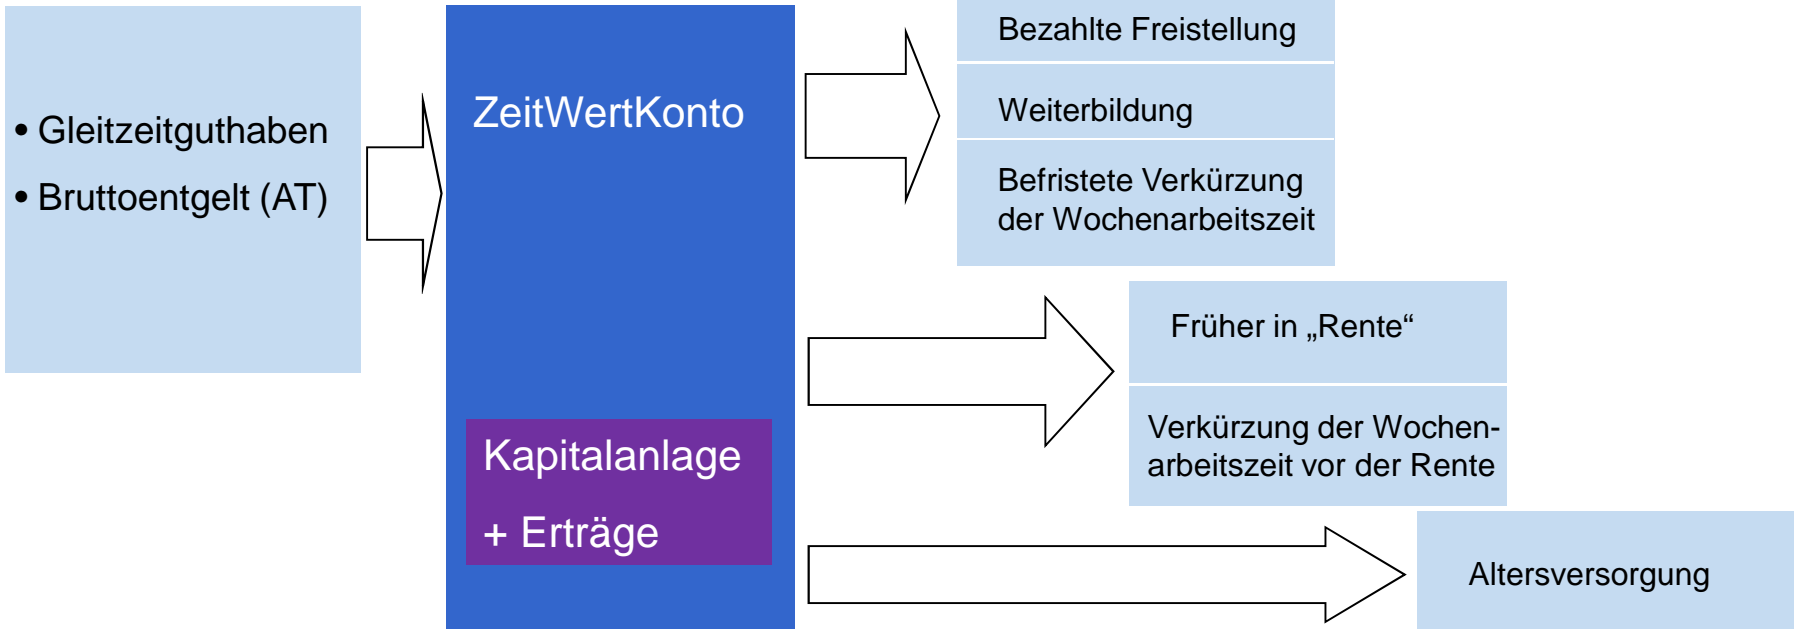 • Gleitzeitguthaben
• Bruttoentgelt (AT)
ZeitWertKonto
Kapitalanlage
+ Erträge
Bezahlte Freistellung
Weiterbildung
Befristete Verkürzung
der Wochenarbeitszeit
Früher in „Rente“
Verkürzung der Wochen-
arbeitszeit vor der Rente
Altersversorgung